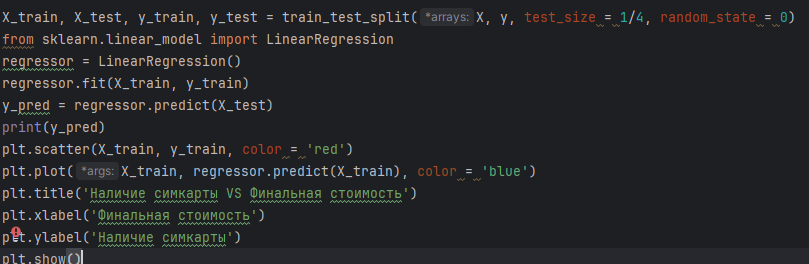 X_train, X_test, y_train, y_test = train_test_split(*arrays: X, y, test_size = 1/4, random_state = 0)
from sklearn.linear_model import LinearRegression
regressor = LinearRegression()
regressor.fit(X_train, y_train)
y_pred = regressor.predict(X_test)
print(y_pred)
plt.scatter(X_train, y_train, color = 'red')
plt.plot(*args: X_train, regressor.predict(X_train), color = 'blue')
plt.title('Наличие симкарты VS Финальная стоимость')
plt.xlabel('Финальная стоимость')
plt.ylabel('Наличие симкарты')
plt.show()